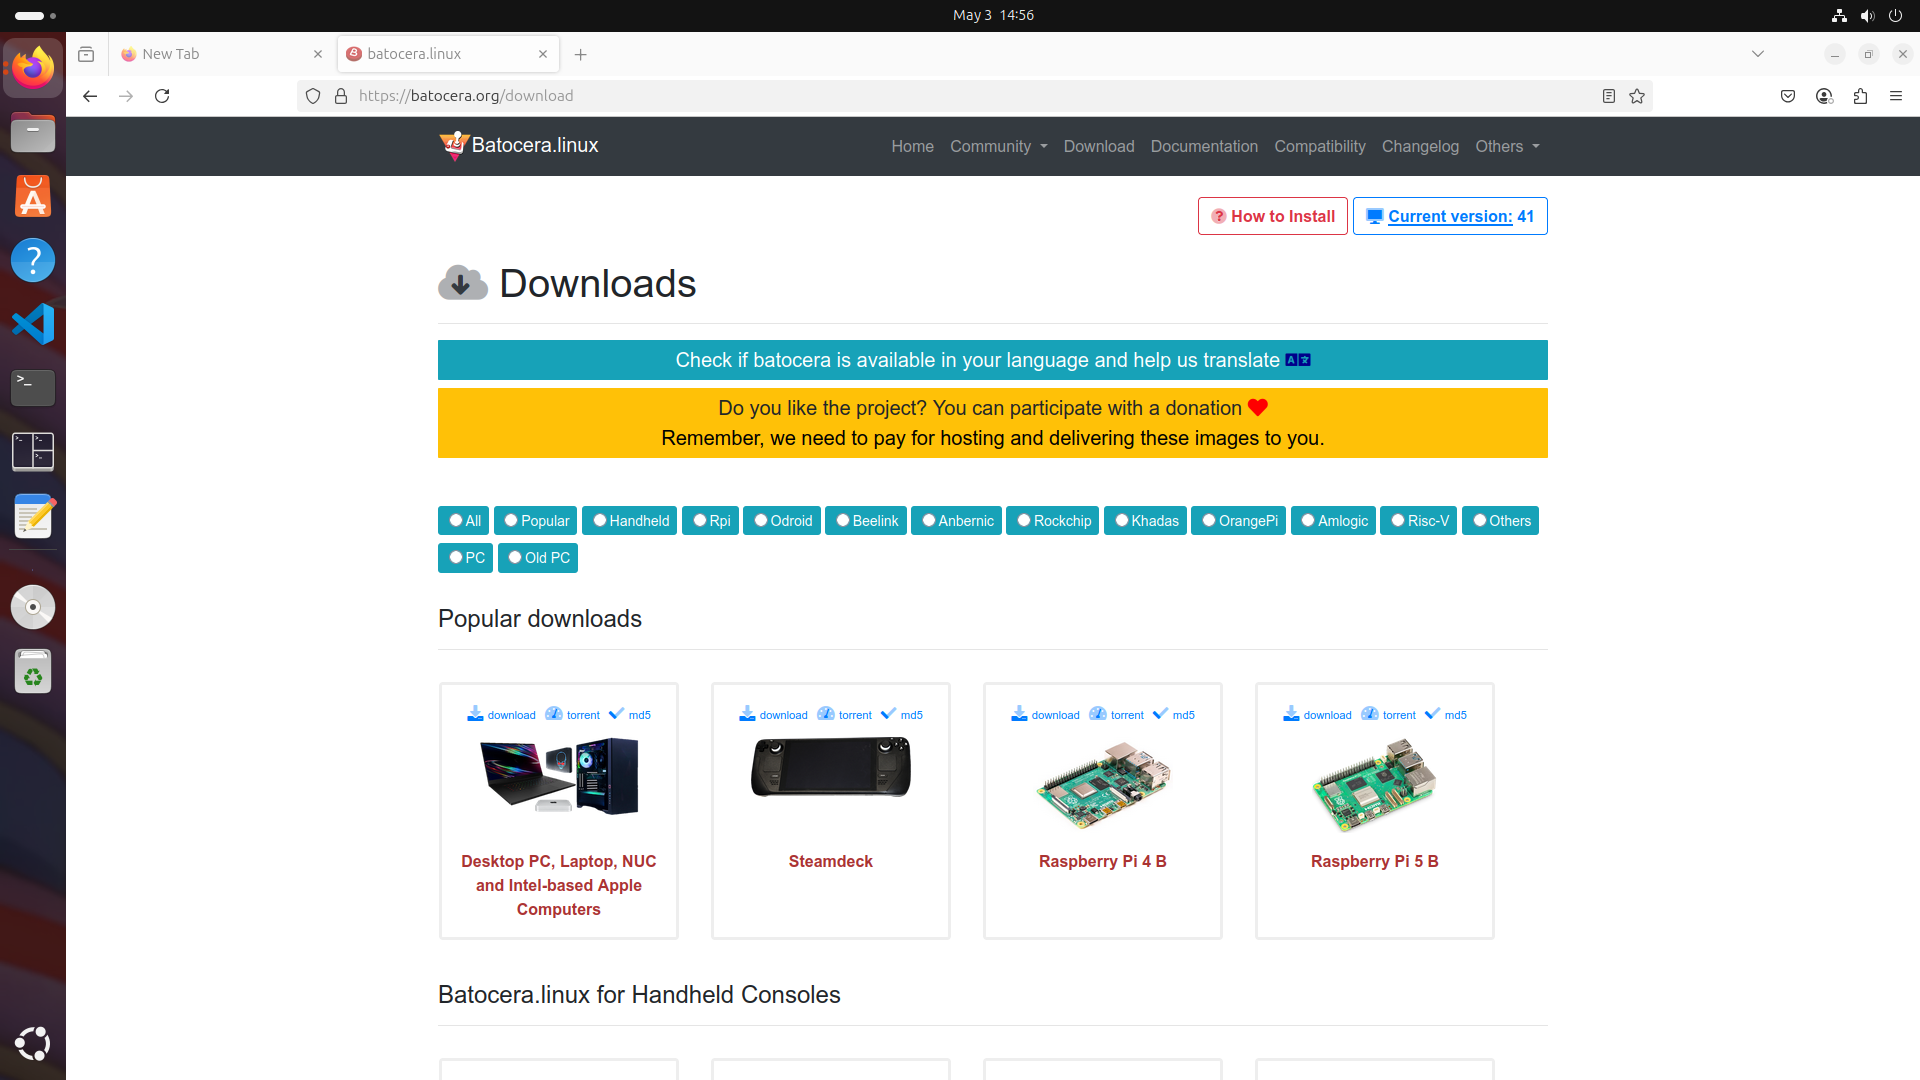 May 3 14:56
New Tab
batocera.linux
https://batocera.org/download
Batocera.linux
Home
Community
Download
Documentation
Compatibility
Changelog
Others
How to Install
Current version: 41
Downloads
Check if batocera is available in your language and help us translate
Do you like the project? You can participate with a donation
Remember, we need to pay for hosting and delivering these images to you.
All
Popular
Handheld
Rpi
Odroid
Beelink
Anbernic
Rockchip
Khadas
OrangePi
Amlogic
Risc-V
Others
PC
Old PC
Popular downloads
download torrent md5
download torrent md5
download torrent md5
download torrent md5
Desktop PC, Laptop, NUC
and Intel-based Apple
Computers
Steamdeck
Raspberry Pi 4 B
Raspberry Pi 5 B
Batocera.linux for Handheld Consoles